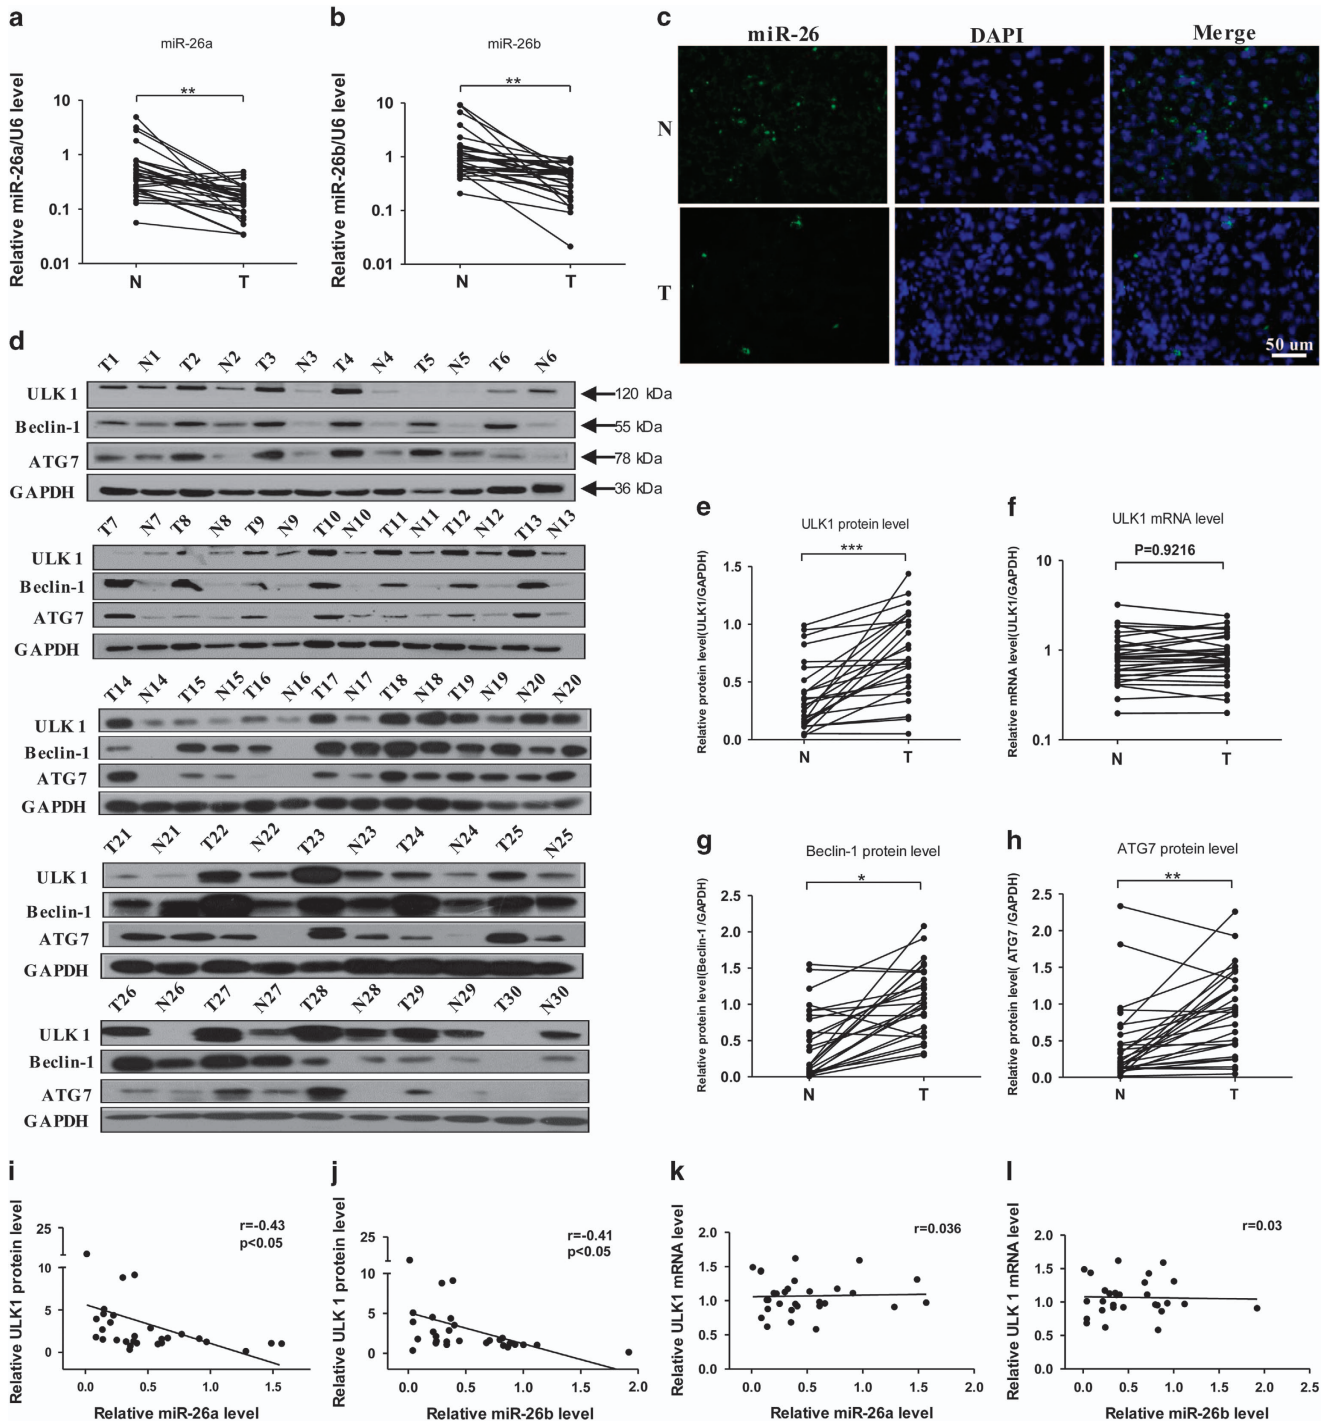 a
miR-26a
**
Relative miR-26a/U6 level
10
1
0.1
0.01
N T
b
miR-26b
**
Relative miR-26b/U6 level
10
1
0.1
0.01
N T
c
miR-26 DAPI Merge
N
T
50 um
d
T1 N1 T2 N2 T3 N3 T4 N4 T5 N5 T6 N6
ULK 1 120 kDa
Beclin-1 55 kDa
ATG7 78 kDa
GAPDH 36 kDa
T7 N7 T8 N8 T9 N9 T10 N10 T11 N11 T12 N12 T13 N13
ULK 1
Beclin-1
ATG7
GAPDH
T14 N14 T15 N15 T16 N16 T17 N17 T18 N18 T19 N19 N20 N20
ULK 1
Beclin-1
ATG7
GAPDH
T21 N21 T22 N22 T23 N23 T24 N24 T25 N25
ULK 1
Beclin-1
ATG7
GAPDH
T26 N26 T27 N27 T28 N28 T29 N29 T30 N30
ULK 1
Beclin-1
ATG7
GAPDH
e
ULK1 protein level
***
Relative protein level(ULK1/GAPDH)
1.5
1.0
0.5
0.0
N T
f
ULK1 mRNA level
P=0.9216
Relative mRNA level(ULK1/GAPDH)
10
1
0.1
N T
g
Beclin-1 protein level
*
Relative protein level(Beclin-1 /GAPDH)
2.5
2.0
1.5
1.0
0.5
0.0
N T
h
ATG7 protein level
**
Relative protein level( ATG7 /GAPDH)
2.5
2.0
1.5
1.0
0.5
0.0
N T
i
Relative ULK1 protein level
r=-0.43
p<0.05
25
10
5
0
0.0 0.5 1.0 1.5
Relative miR-26a level
j
Relative ULK 1 protein level
r=-0.41
p<0.05
25
10
5
0
0.0 0.5 1.0 1.5 2.0
Relative miR-26b level
k
Relative ULK1 mRNA level
r=0.036
2.0
1.5
1.0
0.5
0.0
0.0 0.5 1.0 1.5 2.0
Relative miR-26a level
l
Relative ULK 1 mRNA level
r=0.03
2.0
1.5
1.0
0.5
0.0
0.0 0.5 1.0 1.5 2.0 2.5
Relative miR-26b level